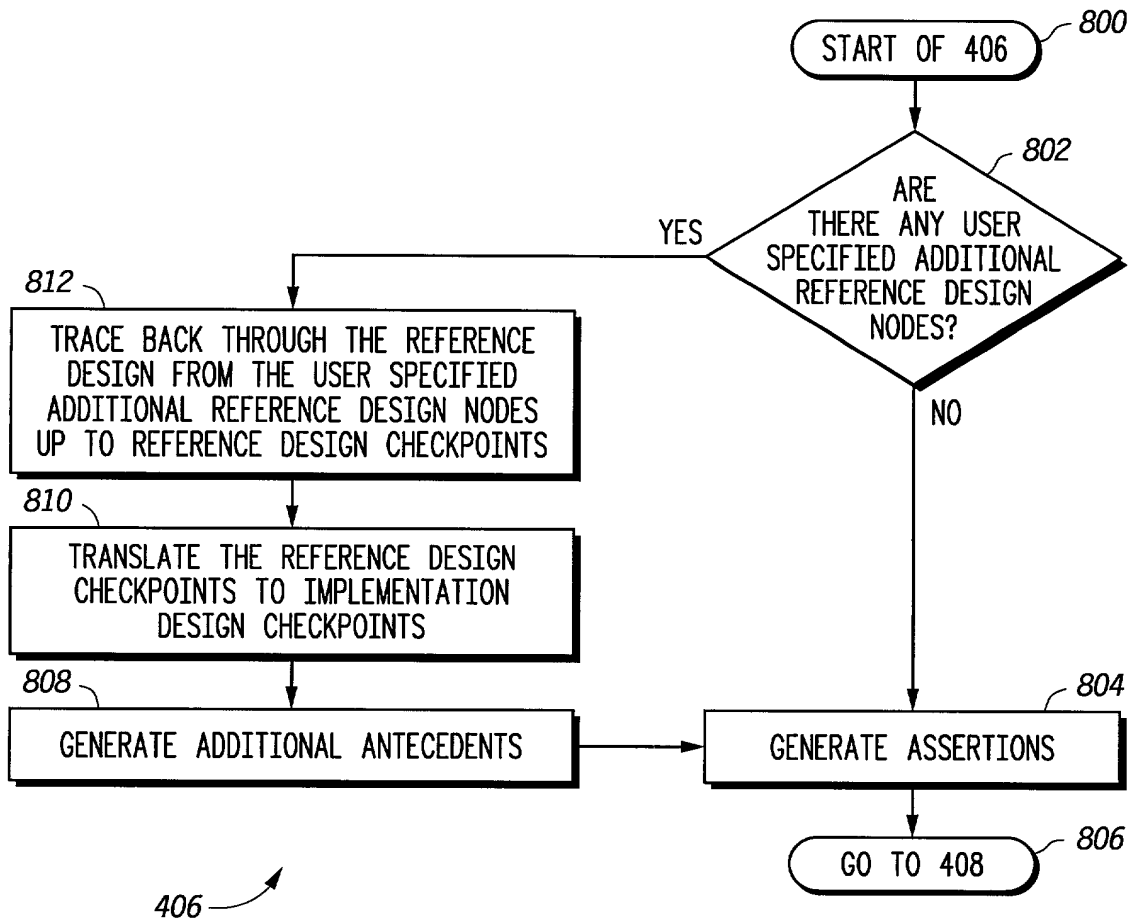 800
START OF 406
802
ARE
THERE ANY USER
SPECIFIED ADDITIONAL
REFERENCE DESIGN
NODES?
YES
NO
812
TRACE BACK THROUGH THE REFERENCE
DESIGN FROM THE USER SPECIFIED
ADDITIONAL REFERENCE DESIGN NODES
UP TO REFERENCE DESIGN CHECKPOINTS
810
TRANSLATE THE REFERENCE DESIGN
CHECKPOINTS TO IMPLEMENTATION
DESIGN CHECKPOINTS
808
GENERATE ADDITIONAL ANTECEDENTS
804
GENERATE ASSERTIONS
806
GO TO 408
406